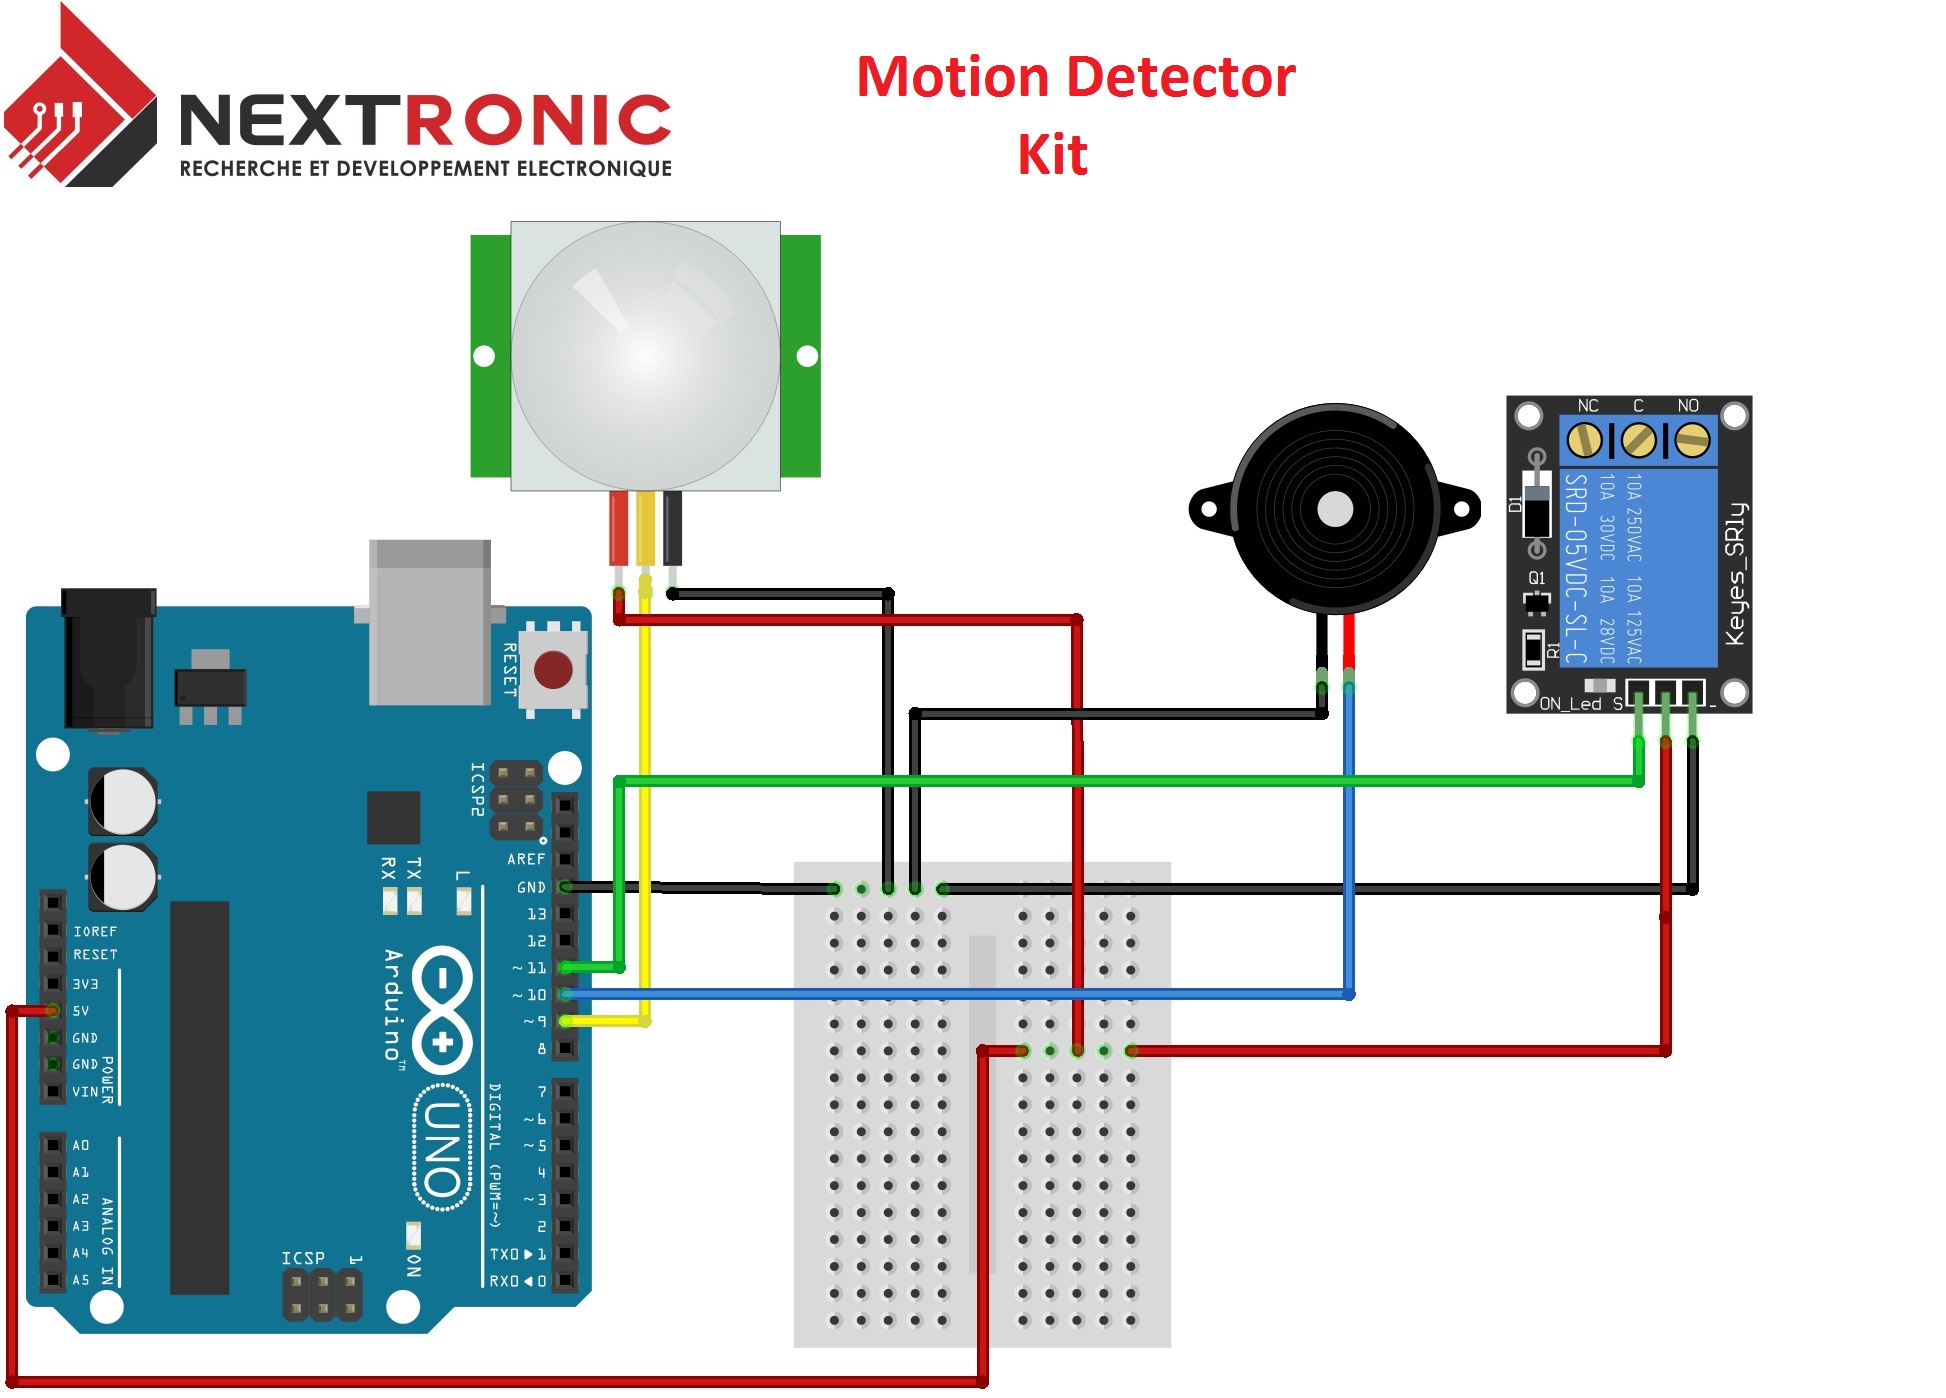 NEXTRONIC
RECHERCHE ET DEVELOPPEMENT ELECTRONIQUE
Motion Detector
Kit
NC C NO
D1
Q1
R1
SRD-05VDC-SL-C
10A 30VDC 10A 28VDC
10A 250VAC 10A 125VAC
Keyes_SRly
ON_Led S -
RESET
ICSP2
RX
TX
L
AREF
GND
13
12
~11
~10
~9
8
7
~6
~5
4
~3
2
TX0▶1
RX0◀0
DIGITAL (PWM=~)
Arduino™
UNO
IOREF
RESET
3V3
5V
GND
GND
VIN
POWER
A0
A1
A2
A3
A4
A5
ANALOG IN
ICSP 1
ON